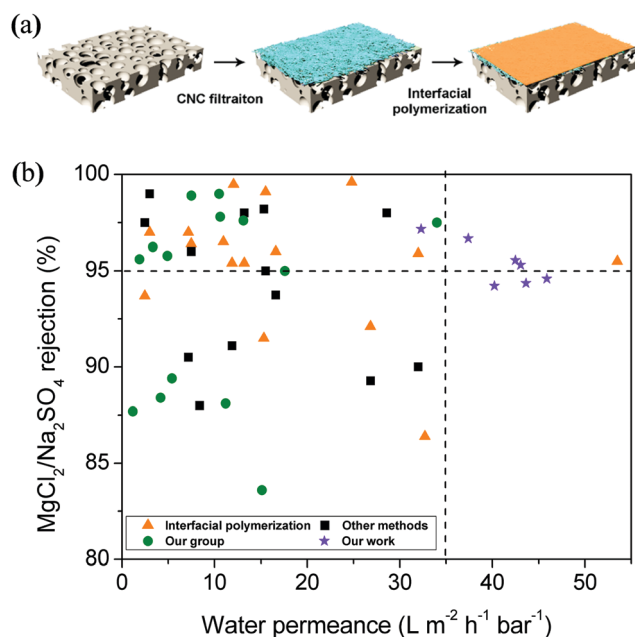 (a)
CNC filtraiton
Interfacial
polymerization
(b)
MgCl₂/Na₂SO₄ rejection (%)
100
95
90
85
80
Interfacial polymerization
Other methods
Our group
Our work
0 10 20 30 40 50
Water permeance (L m⁻² h⁻¹ bar⁻¹)